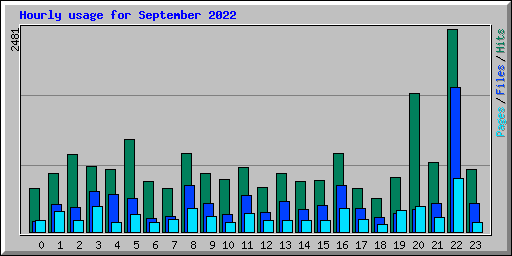 Hourly usage for September 2022
2481
Pages / Files / Hits
0 1 2 3 4 5 6 7 8 9 10 11 12 13 14 15 16 17 18 19 20 21 22 23